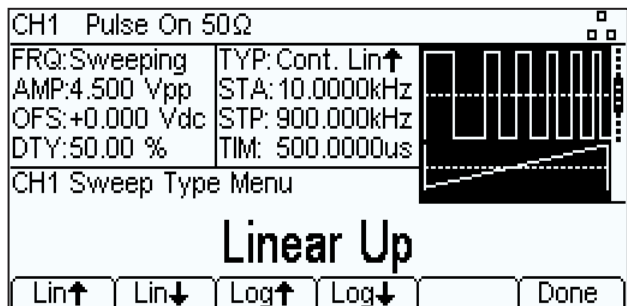 CH1 Pulse On 50Ω
FRQ:Sweeping TYP:Cont. Lin↑
AMP:4.500 Vpp STA:10.0000kHz
OFS:+0.000 Vdc STP:900.000kHz
DTY:50.00 % TIM: 500.0000us
CH1 Sweep Type Menu
Linear Up
Lin↑ Lin↓ Log↑ Log↓ Done